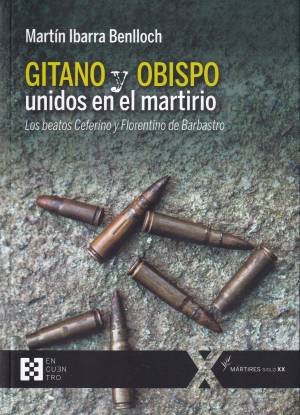 Martín Ibarra Benlloch
GITANO y OBISPO
unidos en el martirio
Los beatos Ceferino y Florentino de Barbastro
EN
CUEN
TRO
X
MÁRTIRES SIGLO XX